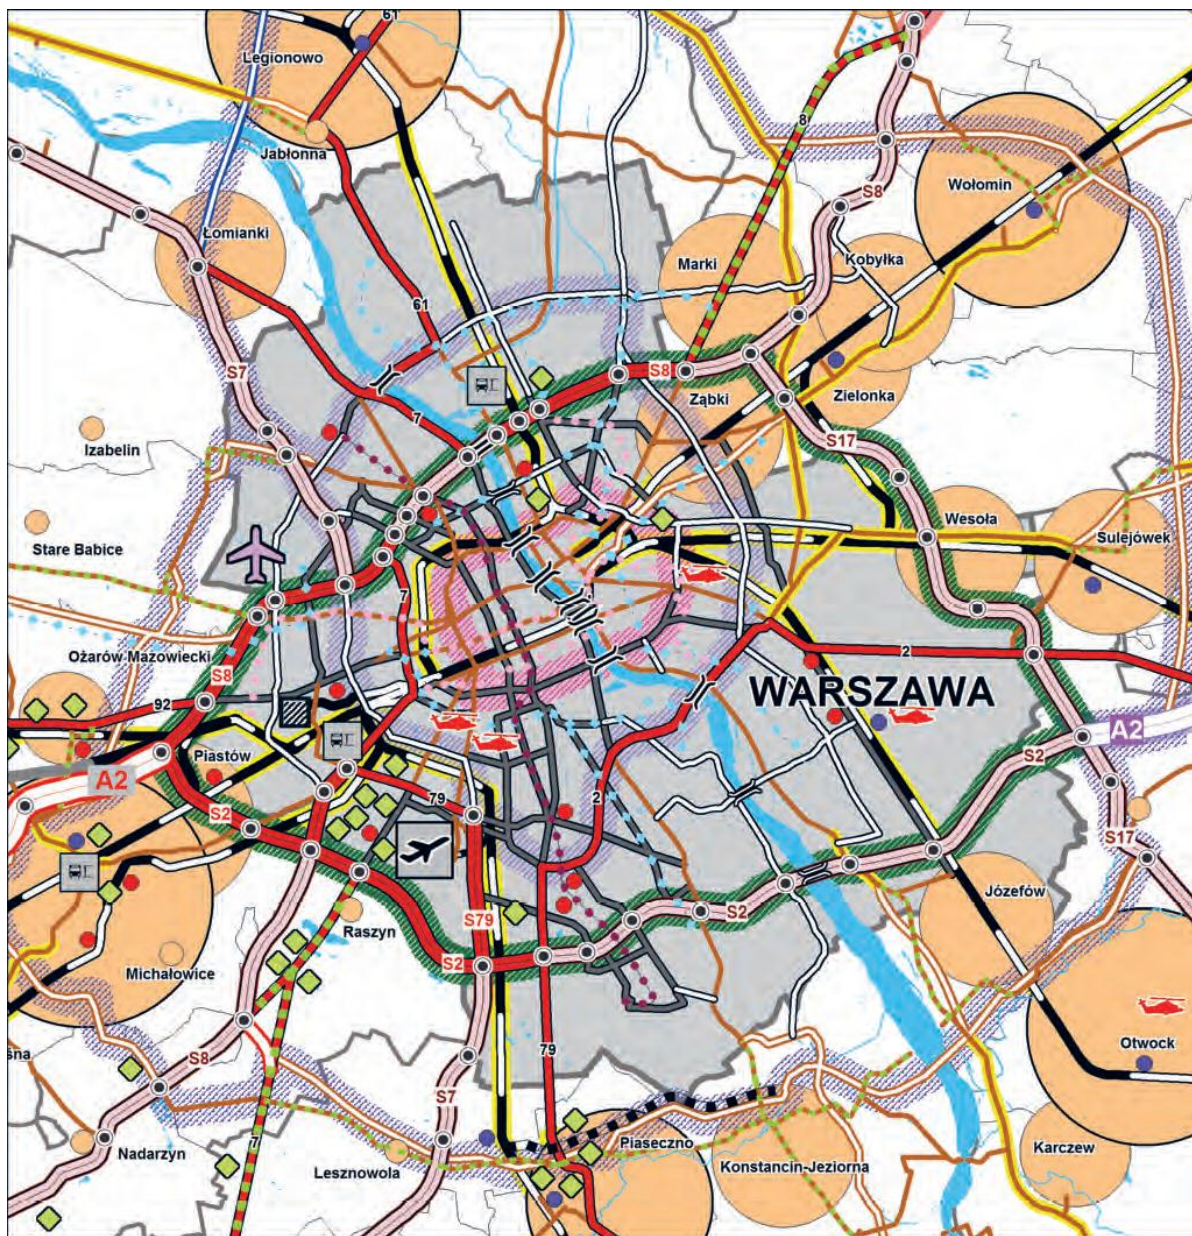 61
Legionowo
8
Jabłonna
Wołomin
S8
Łomianki
Marki
Kobyłka
61
S7
S8
7
Ząbki
Zielonka
Izabelin
S17
Wesoła
Sulejówek
Stare Babice
7
Ożarów Mazowiecki
2
S8
WARSZAWA
92
A2
Piastów
S2
A2
79
2
S2
S17
Józefów
Raszyn
S79
S2
S2
Michałowice
Otwock
sna
S8
79
S7
7
Piaseczno
Nadarzyn
Lesznowola
Konstancin-Jeziorna
Karczew